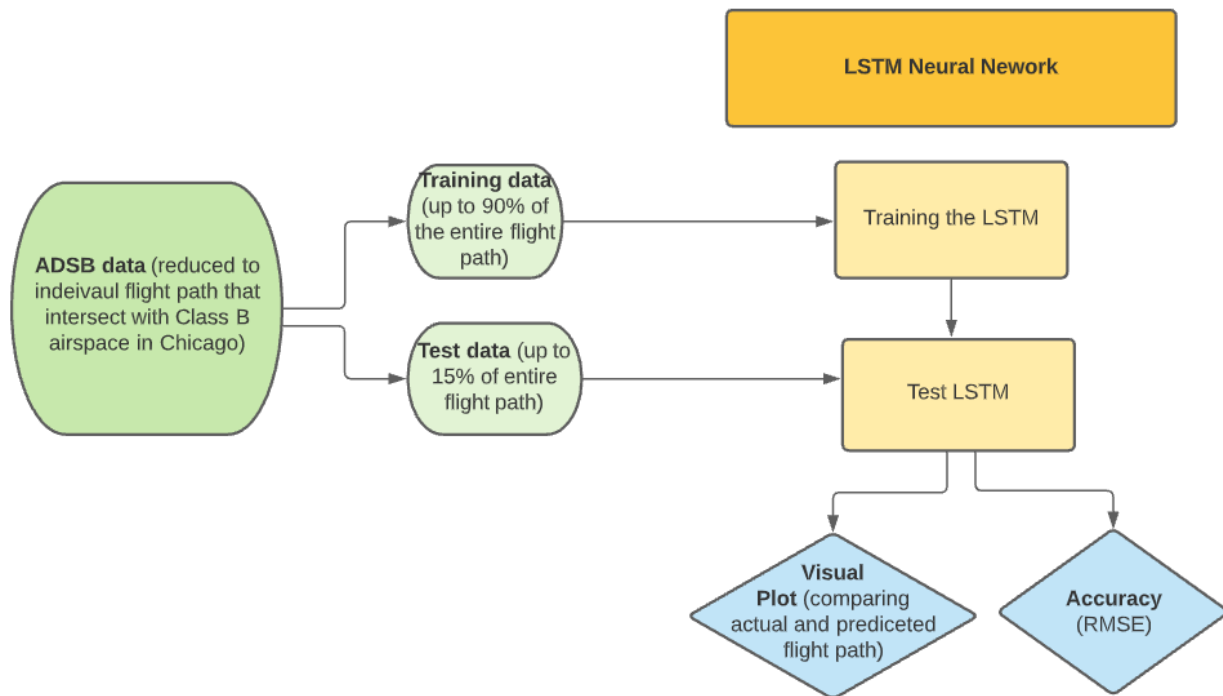 LSTM Neural Nework
Training data
(up to 90% of
the entire flight
path)
Training the LSTM
ADSB data (reduced to
indeivaul flight path that
intersect with Class B
airspace in Chicago)
Test data (up to
15% of entire
flight path)
Test LSTM
Visual
Plot (comparing
actual and prediceted
flight path)
Accuracy
(RMSE)